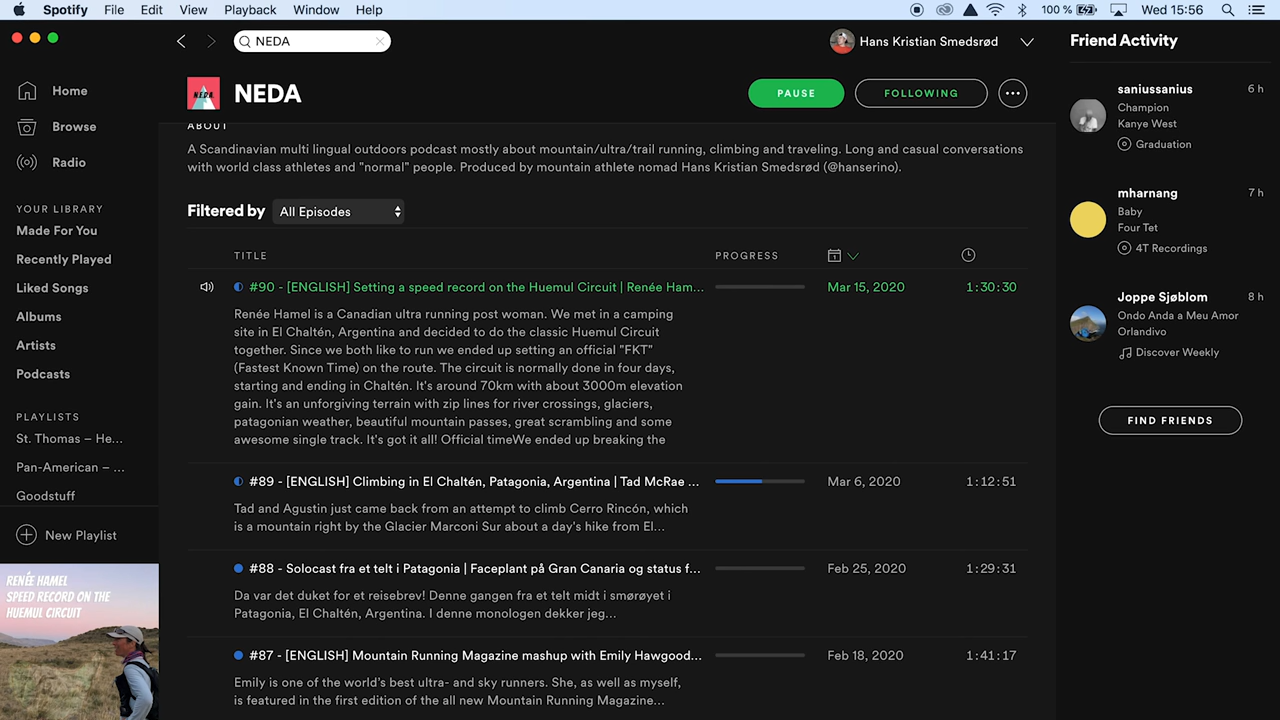 Spotify File Edit View Playback Window Help 100 % Wed 15:56
NEDA
Hans Kristian Smedsrød
Friend Activity
Home
Browse
Radio
YOUR LIBRARY
Made For You
Recently Played
Liked Songs
Albums
Artists
Podcasts
PLAYLISTS
St. Thomas – He...
Pan-American – ...
Goodstuff
New Playlist
RENÉE HAMEL
SPEED RECORD ON THE
HUEMUL CIRCUIT
NEDA
NEDA
PAUSE
FOLLOWING
ABOUT
A Scandinavian multi lingual outdoors podcast mostly about mountain/ultra/trail running, climbing and traveling. Long and casual conversations
with world class athletes and "normal" people. Produced by mountain athlete nomad Hans Kristian Smedsrød (@hanserino).
Filtered by All Episodes
TITLE PROGRESS
#90 - [ENGLISH] Setting a speed record on the Huemul Circuit | Renée Ham... Mar 15, 2020 1:30:30
Renée Hamel is a Canadian ultra running post woman. We met in a camping
site in El Chaltén, Argentina and decided to do the classic Huemul Circuit
together. Since we both like to run we ended up setting an official "FKT"
(Fastest Known Time) on the route. The circuit is normally done in four days,
starting and ending in Chaltén. It's around 70km with about 3000m elevation
gain. It's an unforgiving terrain with zip lines for river crossings, glaciers,
patagonian weather, beautiful mountain passes, great scrambling and some
awesome single track. It's got it all! Official timeWe ended up breaking the
#89 - [ENGLISH] Climbing in El Chaltén, Patagonia, Argentina | Tad McRae ... Mar 6, 2020 1:12:51
Tad and Agustin just came back from an attempt to climb Cerro Rincón, which
is a mountain right by the Glacier Marconi Sur about a day's hike from El...
#88 - Solocast fra et telt i Patagonia | Faceplant på Gran Canaria og status f... Feb 25, 2020 1:29:31
Da var det duket for et reisebrev! Denne gangen fra et telt midt i smørøyet i
Patagonia, El Chaltén, Argentina. I denne monologen dekker jeg...
#87 - [ENGLISH] Mountain Running Magazine mashup with Emily Hawgood... Feb 18, 2020 1:41:17
Emily is one of the world's best ultra- and sky runners. She, as well as myself,
is featured in the first edition of the all new Mountain Running Magazine...
saniussanius 6 h
Champion
Kanye West
Graduation
mharnang 7 h
Baby
Four Tet
4T Recordings
Joppe Sjøblom 8 h
Ondo Anda a Meu Amor
Orlandivo
Discover Weekly
FIND FRIENDS